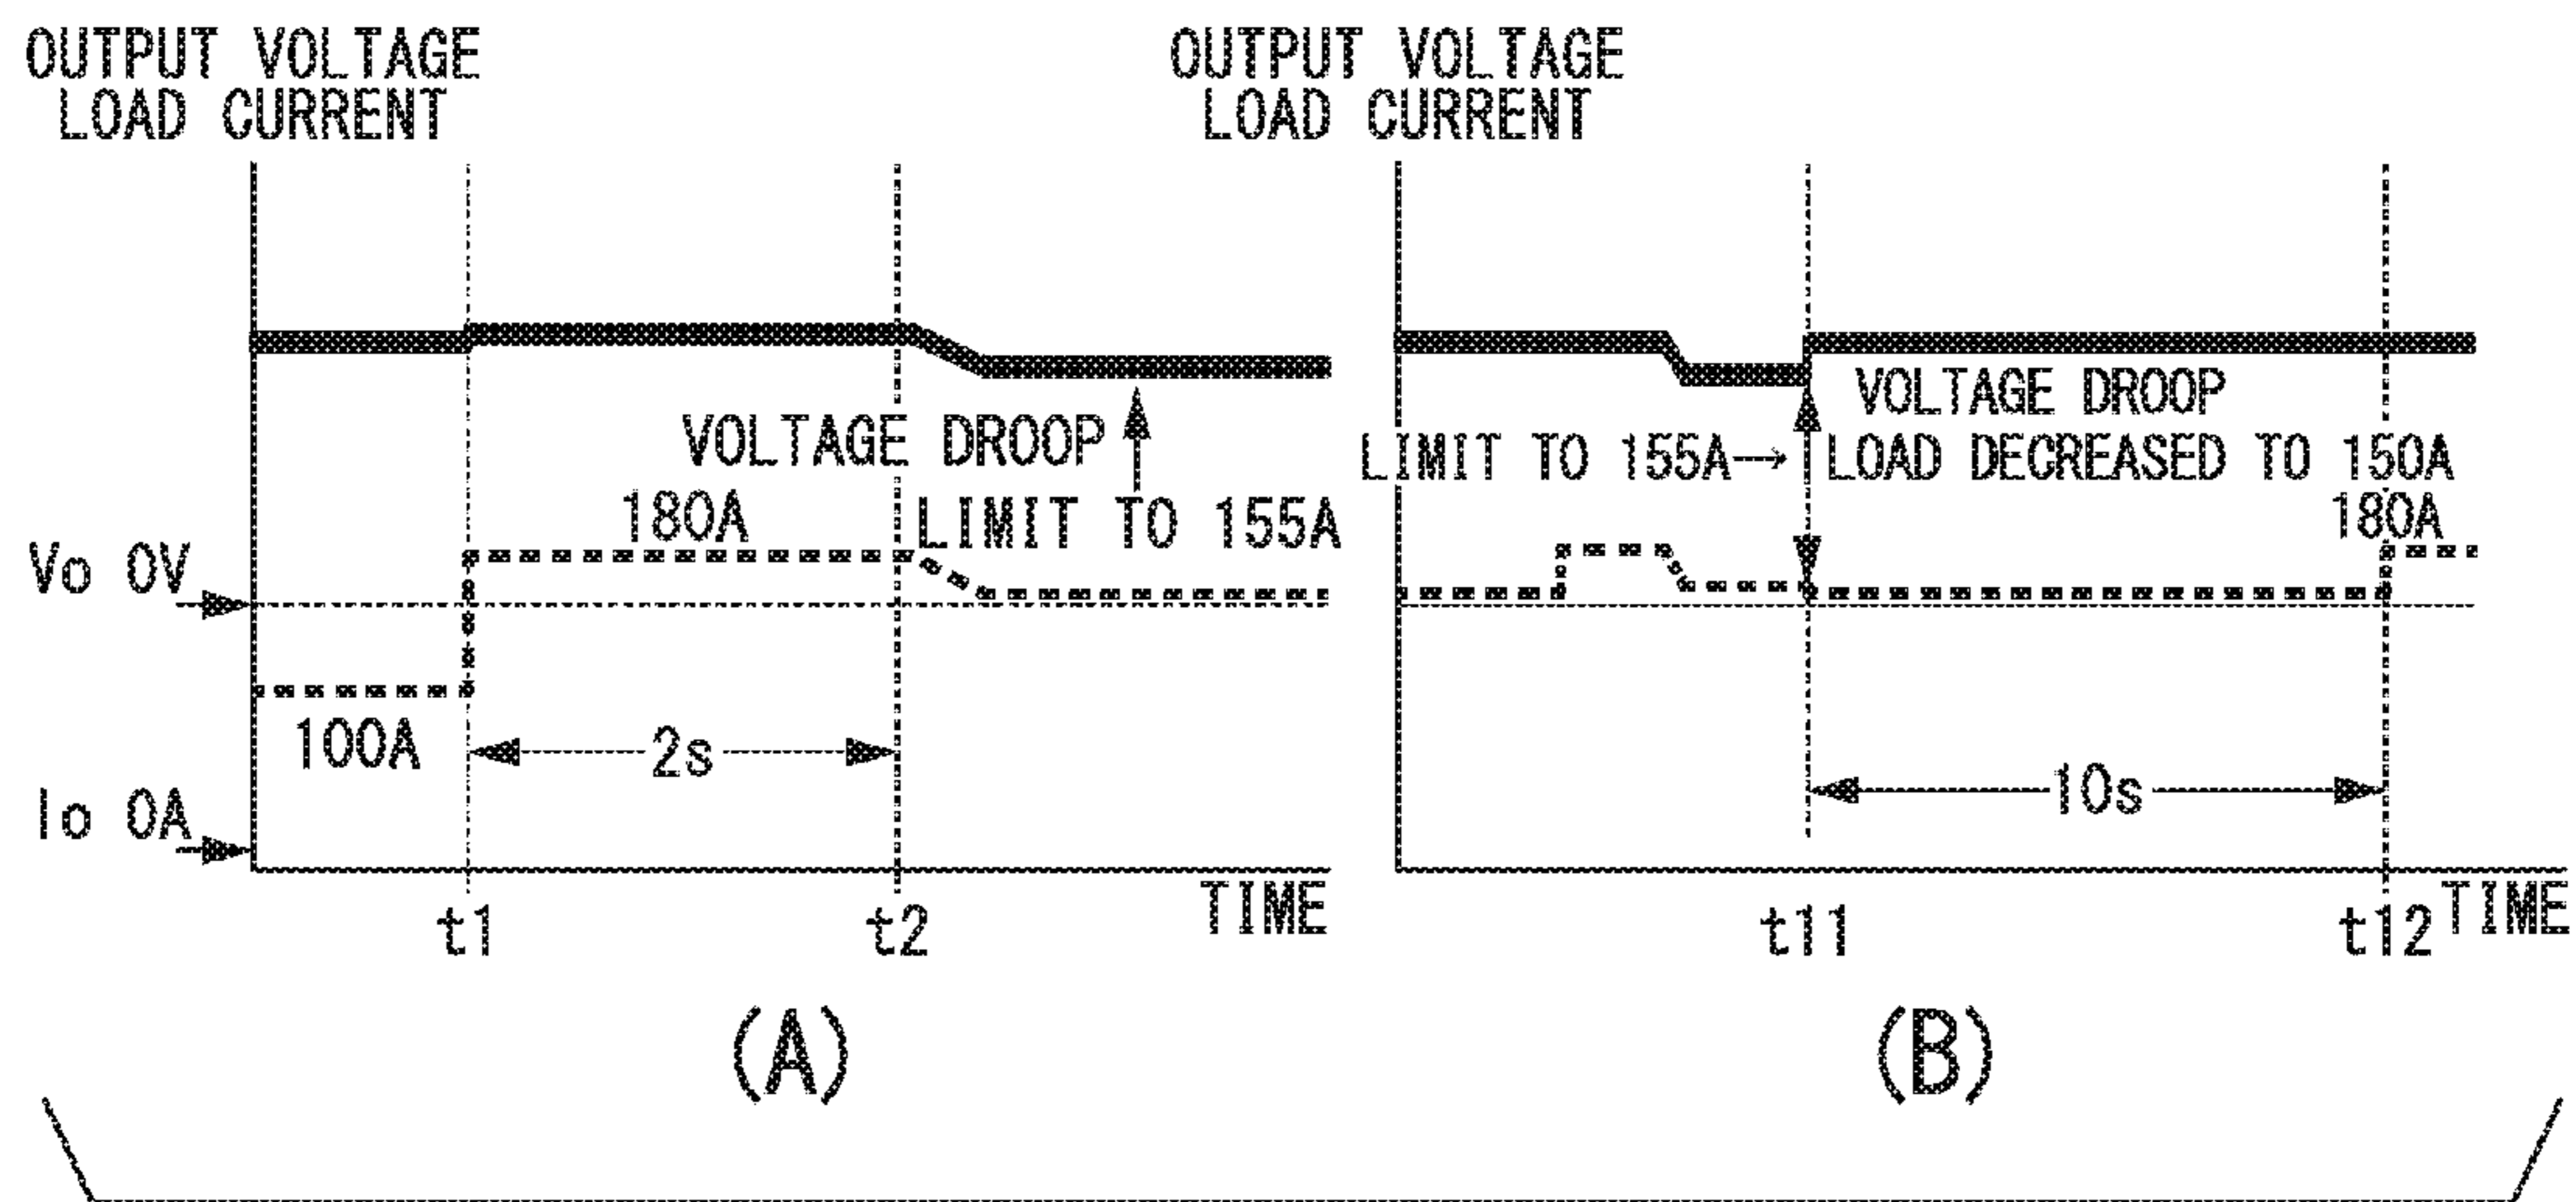 OUTPUT VOLTAGE
LOAD CURRENT
VOLTAGE DROOP
180A
LIMIT TO 155A
Vo 0V
100A
2s
Io 0A
TIME
t1
t2
(A)
OUTPUT VOLTAGE
LOAD CURRENT
VOLTAGE DROOP
LIMIT TO 155A→
LOAD DECREASED TO 150A
180A
10s
t11
t12
TIME
(B)